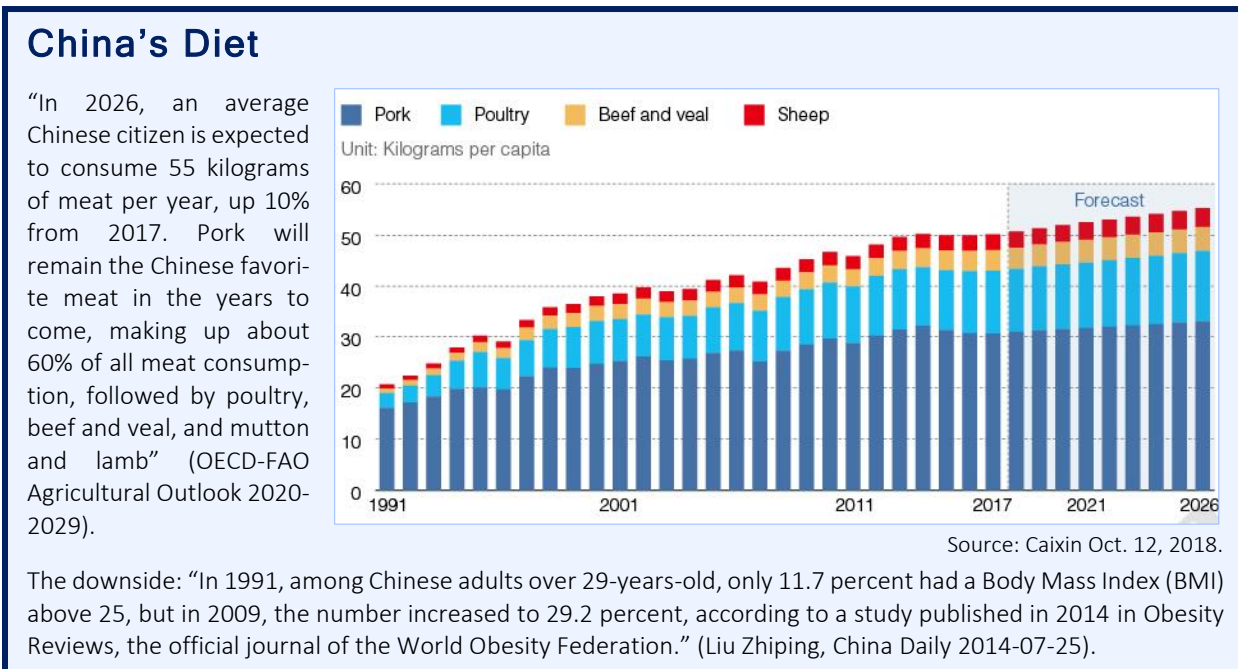 China’s Diet
“In 2026, an average
Chinese citizen is expected
to consume 55 kilograms
of meat per year, up 10%
from 2017. Pork will
remain the Chinese favori-
te meat in the years to
come, making up about
60% of all meat consump-
tion, followed by poultry,
beef and veal, and mutton
and lamb” (OECD-FAO
Agricultural Outlook 2020-
2029).
Pork Poultry Beef and veal Sheep
Unit: Kilograms per capita
Forecast
60
50
40
30
20
10
0
1991 2001 2011 2017 2021 2026
Source: Caixin Oct. 12, 2018.
The downside: “In 1991, among Chinese adults over 29-years-old, only 11.7 percent had a Body Mass Index (BMI)
above 25, but in 2009, the number increased to 29.2 percent, according to a study published in 2014 in Obesity
Reviews, the official journal of the World Obesity Federation.” (Liu Zhiping, China Daily 2014-07-25).